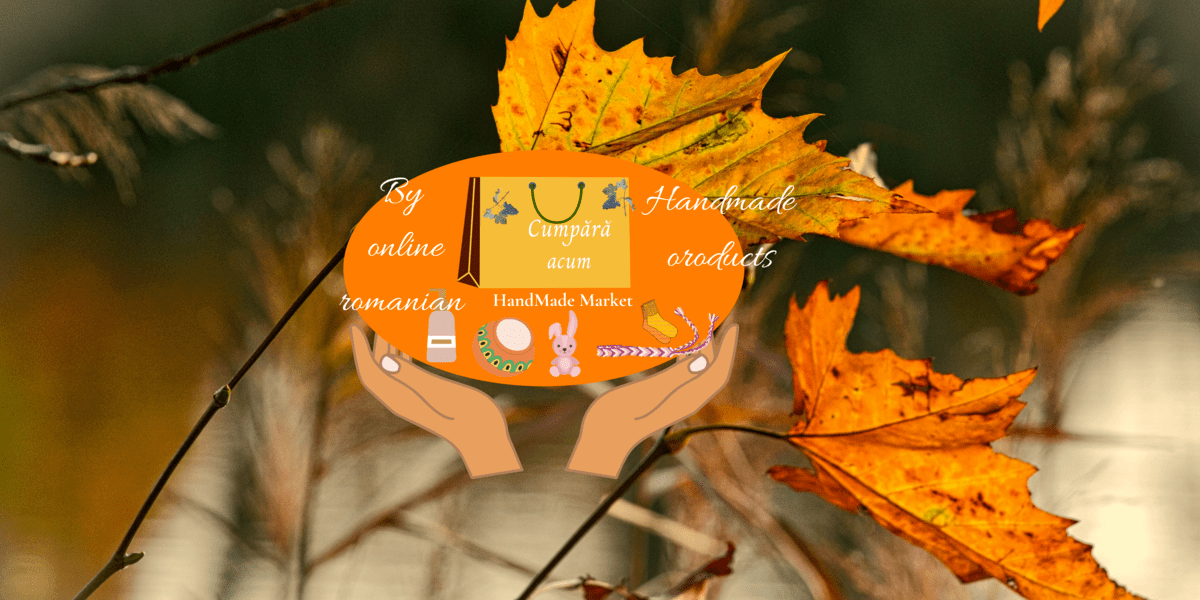 By
online
romanian
Cumpără
acum
HandMade Market
Handmade
oroducts